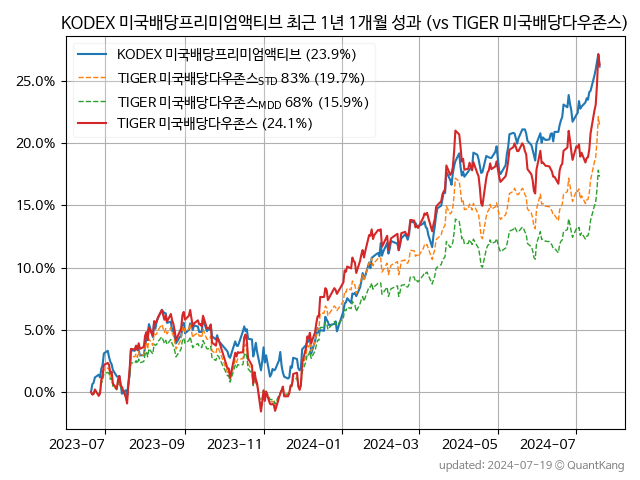 KODEX 미국배당프리미엄액티브 최근 1년 1개월 성과 (vs TIGER 미국배당다우존스)
KODEX 미국배당프리미엄액티브 (23.9%)
TIGER 미국배당다우존스STD 83% (19.7%)
TIGER 미국배당다우존스MDD 68% (15.9%)
TIGER 미국배당다우존스 (24.1%)
25.0%
20.0%
15.0%
10.0%
5.0%
0.0%
2023-07 2023-09 2023-11 2024-01 2024-03 2024-05 2024-07
updated: 2024-07-19 © QuantKang